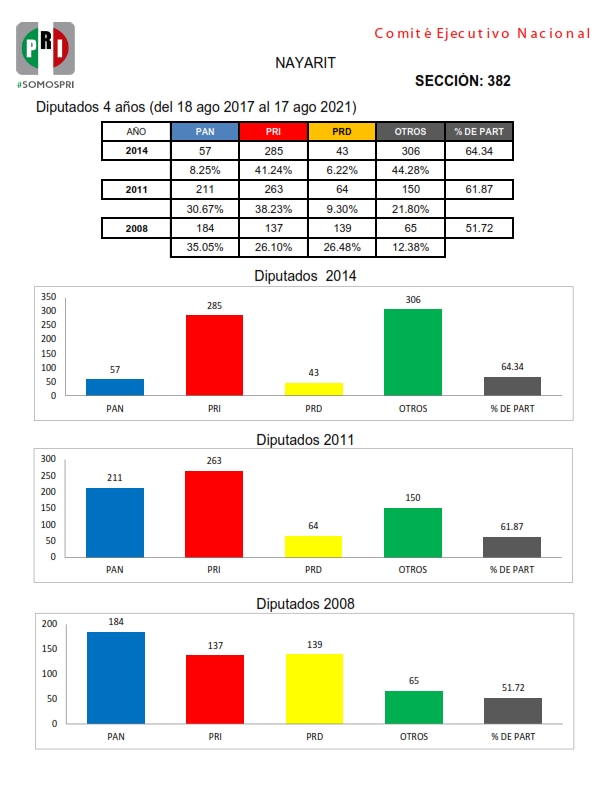 Comité Ejecutivo Nacional
PRI
#SOMOSPRI
NAYARIT
SECCIÓN: 382
Diputados 4 años (del 18 ago 2017 al 17 ago 2021)
AÑO PAN PRI PRD OTROS % DE PART
2014 57 285 43 306 64.34
8.25% 41.24% 6.22% 44.28%
2011 211 263 64 150 61.87
30.67% 38.23% 9.30% 21.80%
2008 184 137 139 65 51.72
35.05% 26.10% 26.48% 12.38%
Diputados 2014
350
300
250
200
150
100
50
0
57 285 43 306 64.34
PAN PRI PRD OTROS % DE PART
Diputados 2011
300
250
200
150
100
50
0
211 263 64 150 61.87
PAN PRI PRD OTROS % DE PART
Diputados 2008
200
150
100
50
0
184 137 139 65 51.72
PAN PRI PRD OTROS % DE PART